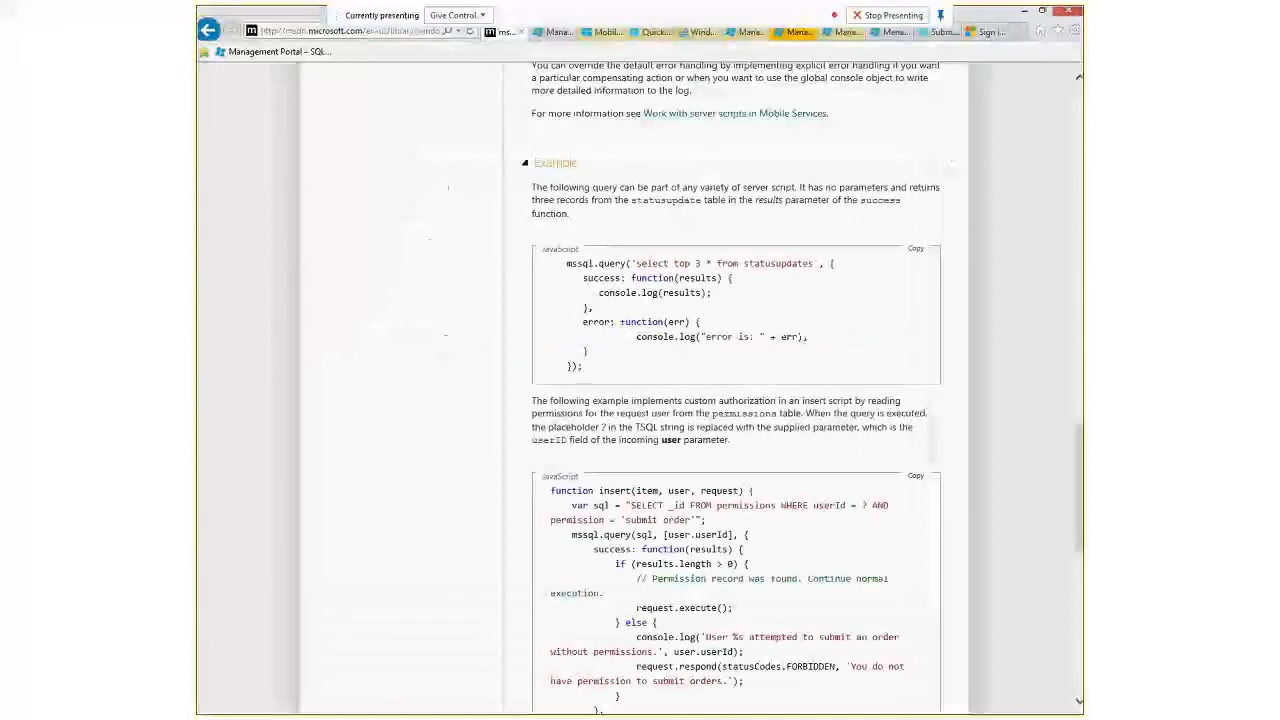 Currently presenting
Give Control
Stop Presenting
ms...
Mana...
Mobil...
Quick...
Wind...
Mana...
Mana...
Mana...
Mana...
Subm...
Sign i...
Management Portal – SQL...
You can override the default error handling by implementing explicit error handling if you want
a particular compensating action or when you want to use the global console object to write
more detailed information to the log.
For more information see Work with server scripts in Mobile Services.
Example
The following query can be part of any variety of server script. It has no parameters and returns
three records from the statusupdate table in the results parameter of the success
function.
JavaScript
Copy
mssql.query('select top 3 * from statusupdates', {
success: function(results) {
console.log(results);
},
error: function(err) {
console.log("error is: " + err);
}
});
The following example implements custom authorization in an insert script by reading
permissions for the request user from the permissions table. When the query is executed,
the placeholder ? in the TSQL string is replaced with the supplied parameter, which is the
userID field of the incoming user parameter.
JavaScript
Copy
function insert(item, user, request) {
var sql = "SELECT _id FROM permissions WHERE userId = ? AND
permission = 'submit order'";
mssql.query(sql, [user.userId], {
success: function(results) {
if (results.length > 0) {
// Permission record was found. Continue normal
execution.
request.execute();
} else {
console.log('User %s attempted to submit an order
without permissions.', user.userId);
request.respond(statusCodes.FORBIDDEN, 'You do not
have permission to submit orders.');
}
},